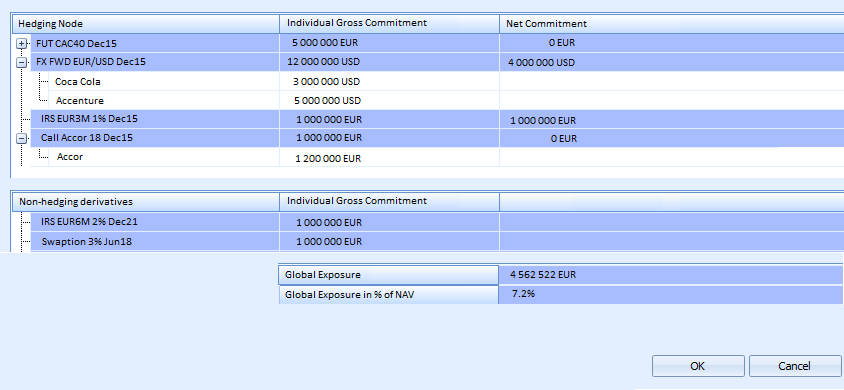 Hedging Node Individual Gross Commitment Net Commitment
FUT CAC40 Dec15 5 000 000 EUR 0 EUR
FX FWD EUR/USD Dec15 12 000 000 USD 4 000 000 USD
Coca Cola 3 000 000 USD
Accenture 5 000 000 USD
IRS EUR3M 1% Dec15 1 000 000 EUR 1 000 000 EUR
Call Accor 18 Dec15 1 000 000 EUR 0 EUR
Accor 1 200 000 EUR
Non-hedging derivatives Individual Gross Commitment
IRS EUR6M 2% Dec21 1 000 000 EUR
Swaption 3% Jun18 1 000 000 EUR
Global Exposure 4 562 522 EUR
Global Exposure in % of NAV 7.2%
OK Cancel